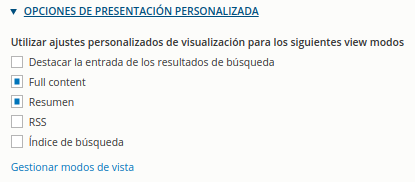 OPCIONES DE PRESENTACIÓN PERSONALIZADA
Utilizar ajustes personalizados de visualización para los siguientes view modos
Destacar la entrada de los resultados de búsqueda
Full content
Resumen
RSS
Índice de búsqueda
Gestionar modos de vista